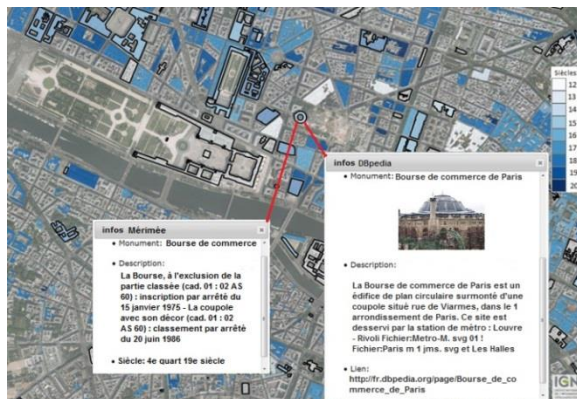 Siècles
12
13
14
15
16
17
18
19
20
infos DBpedia
Monument: Bourse de commerce de Paris
Description:
La Bourse de commerce de Paris est un
édifice de plan circulaire surmonté d'une
coupole situé rue de Viarmes, dans le 1
arrondissement de Paris. Ce site est
desservi par la station de métro : Louvre
- Rivoli Fichier:Metro-M. svg 01 !
Fichier:Paris m 1 jms. svg et Les Halles
Lien:
http://fr.dbpedia.org/page/Bourse_de_co
mmerce_de_Paris
infos Mérimée
Monument: Bourse de commerce
Description:
La Bourse, à l'exclusion de la
partie classée (cad. 01 : 02 AS
60) : inscription par arrêté du
15 janvier 1975 - La coupole
avec son décor (cad. 01 : 02
AS 60) : classement par arrêté
du 20 juin 1986
Siècle: 4e quart 19e siècle
IGN